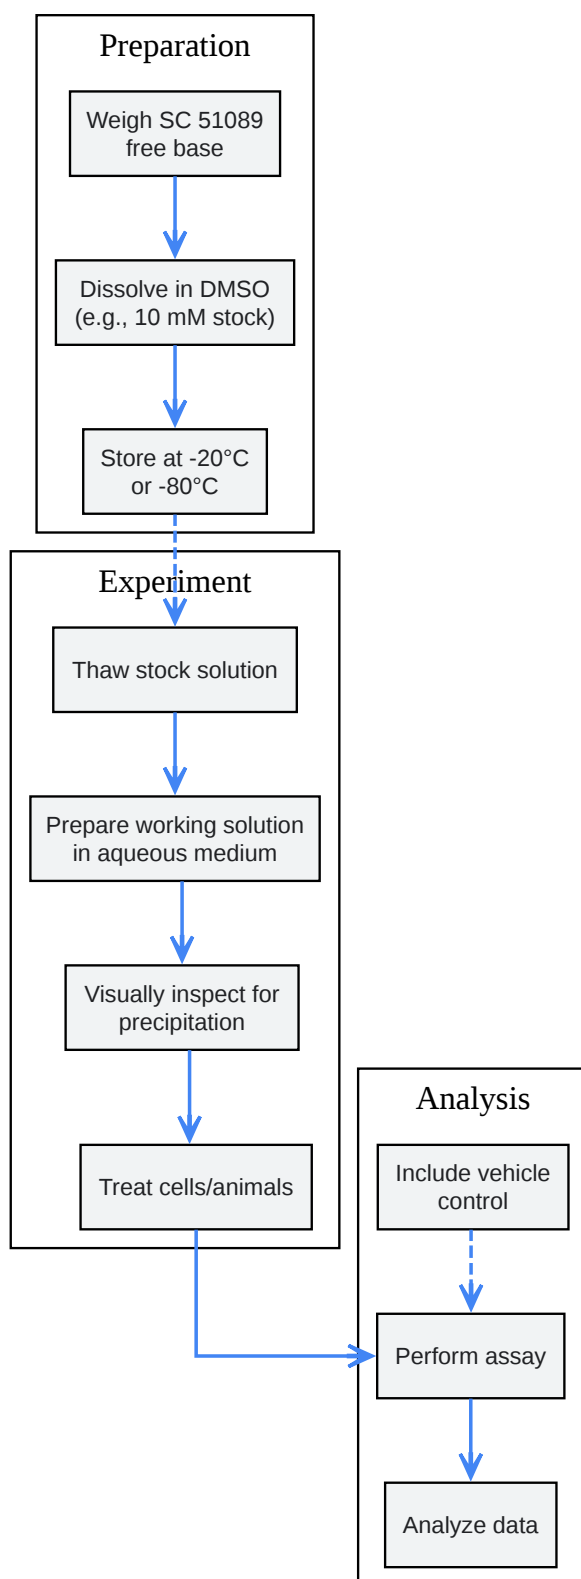 Preparation
Weigh SC 51089
free base
Dissolve in DMSO
(e.g., 10 mM stock)
Store at -20°C
or -80°C
Experiment
Thaw stock solution
Prepare working solution
in aqueous medium
Visually inspect for
precipitation
Treat cells/animals
Analysis
Include vehicle
control
Perform assay
Analyze data